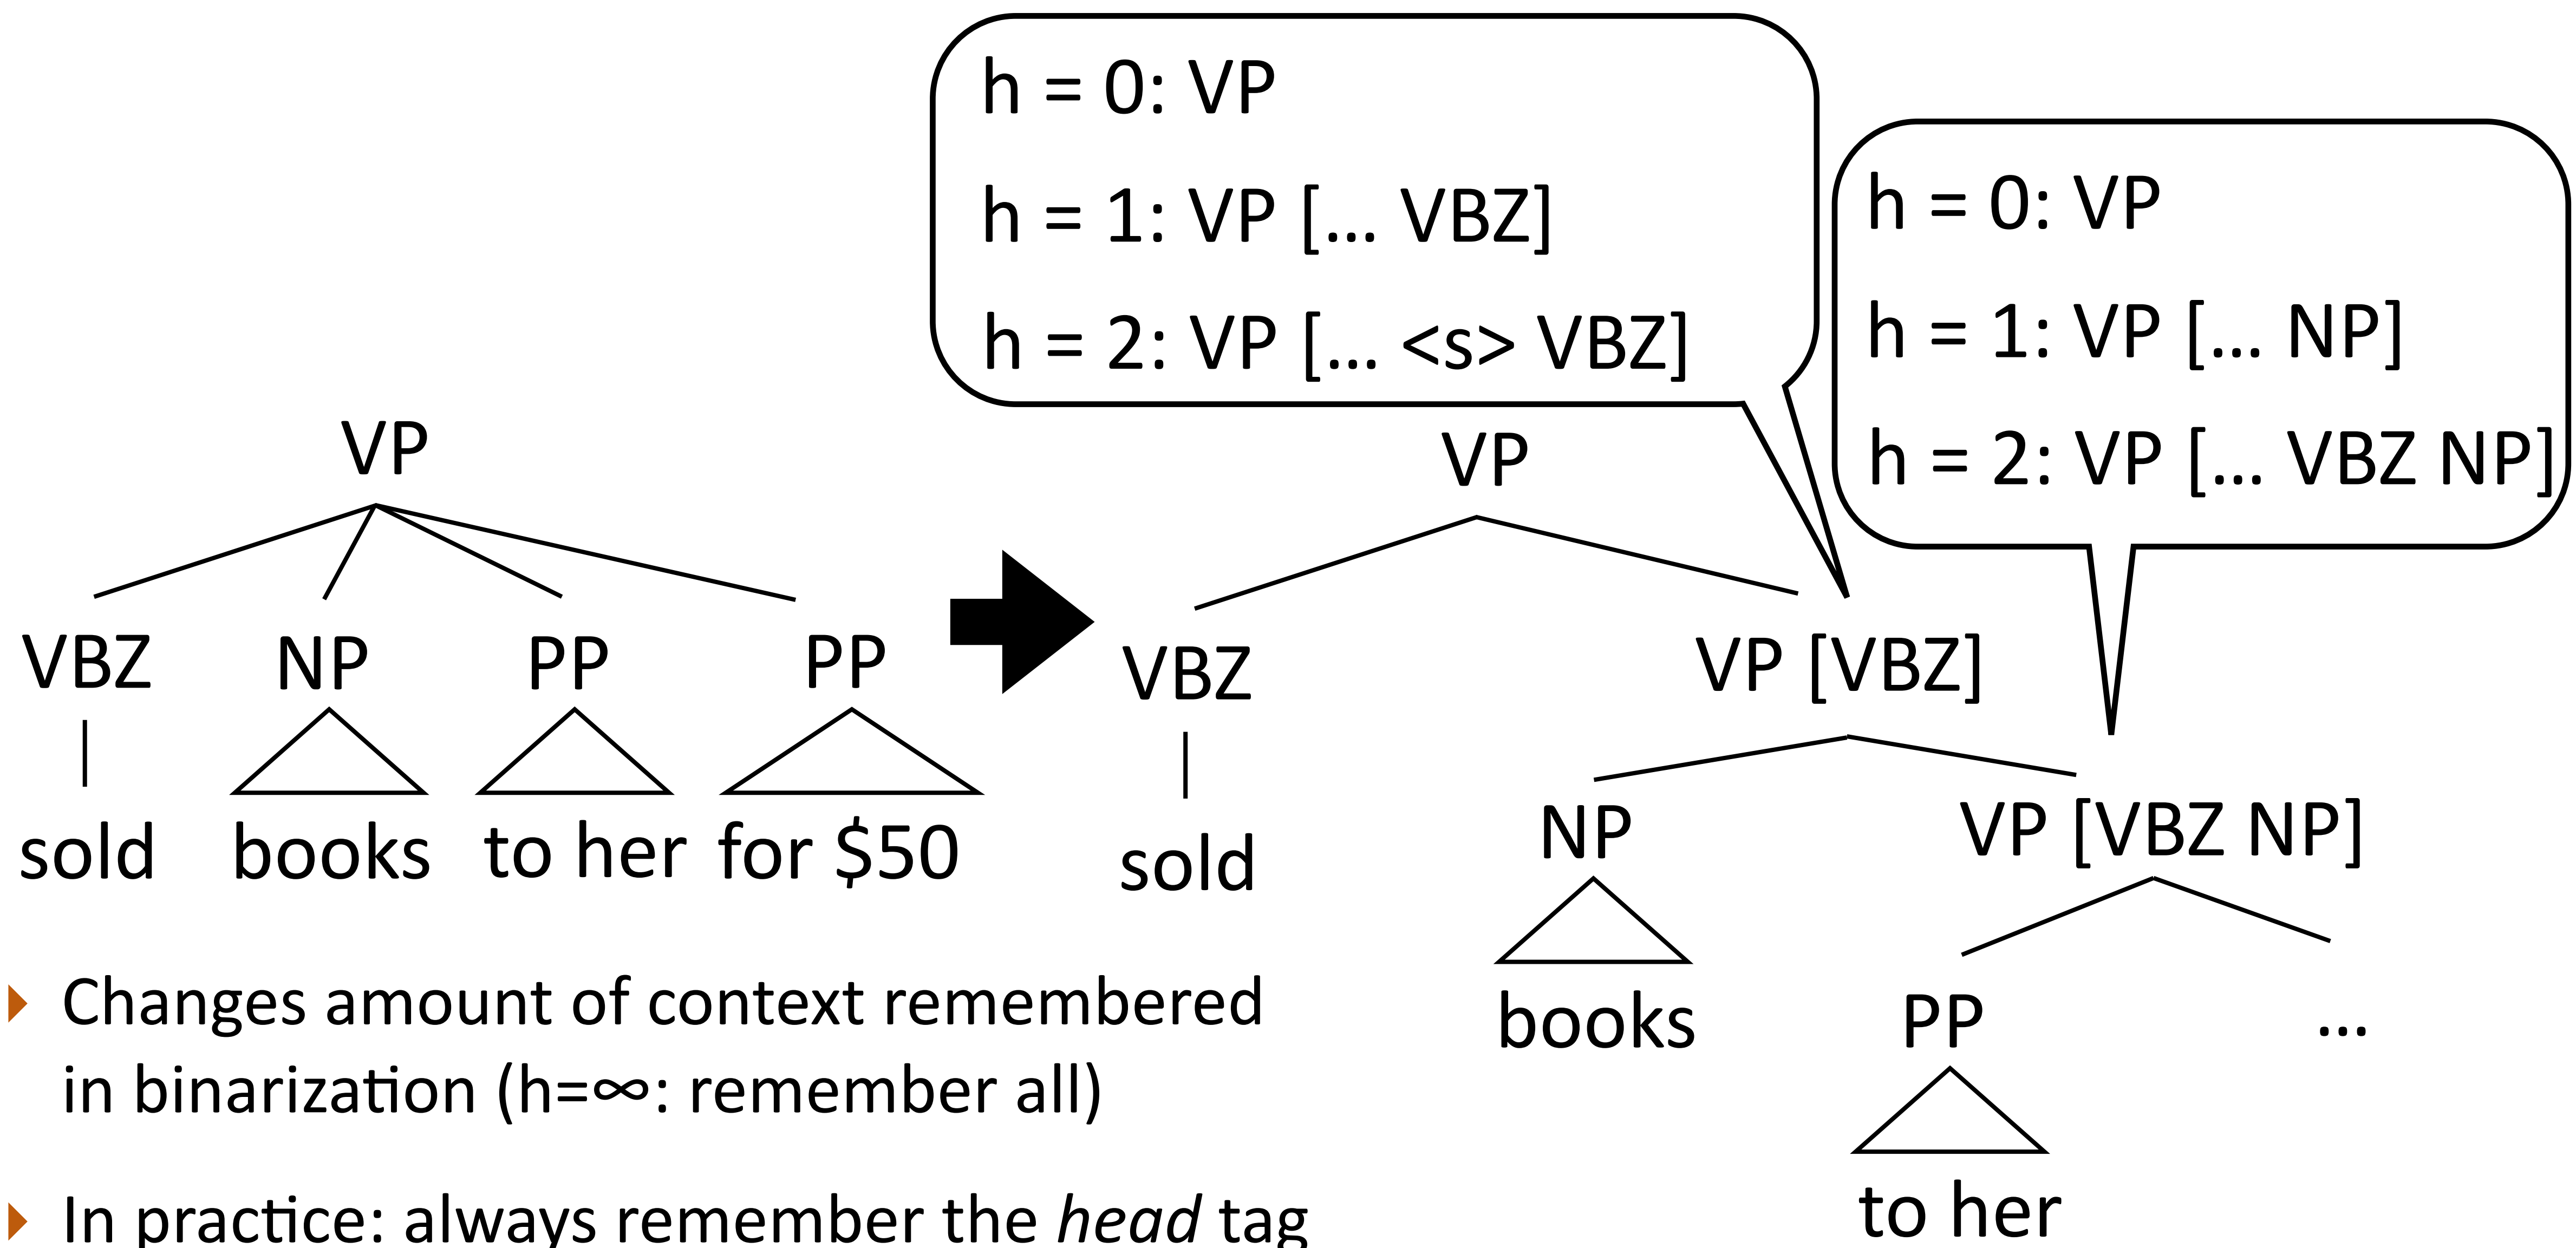 h = 0: VP
h = 1: VP [... VBZ]
h = 2: VP [... <s> VBZ]
h = 0: VP
h = 1: VP [... NP]
h = 2: VP [... VBZ NP]
VP
VBZ NP PP PP
sold books to her for $50
VP
VBZ VP [VBZ]
sold NP VP [VBZ NP]
books PP ...
to her
Changes amount of context remembered
in binarization (h=∞: remember all)
In practice: always remember the head tag